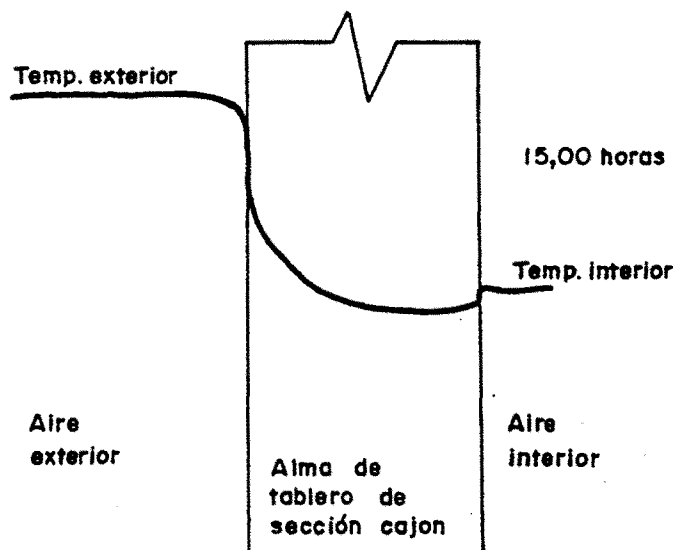 Temp. exterior
15,00 horas
Temp. interior
Aire
exterior
Alma de
tablero de
sección cajon
Aire
interior